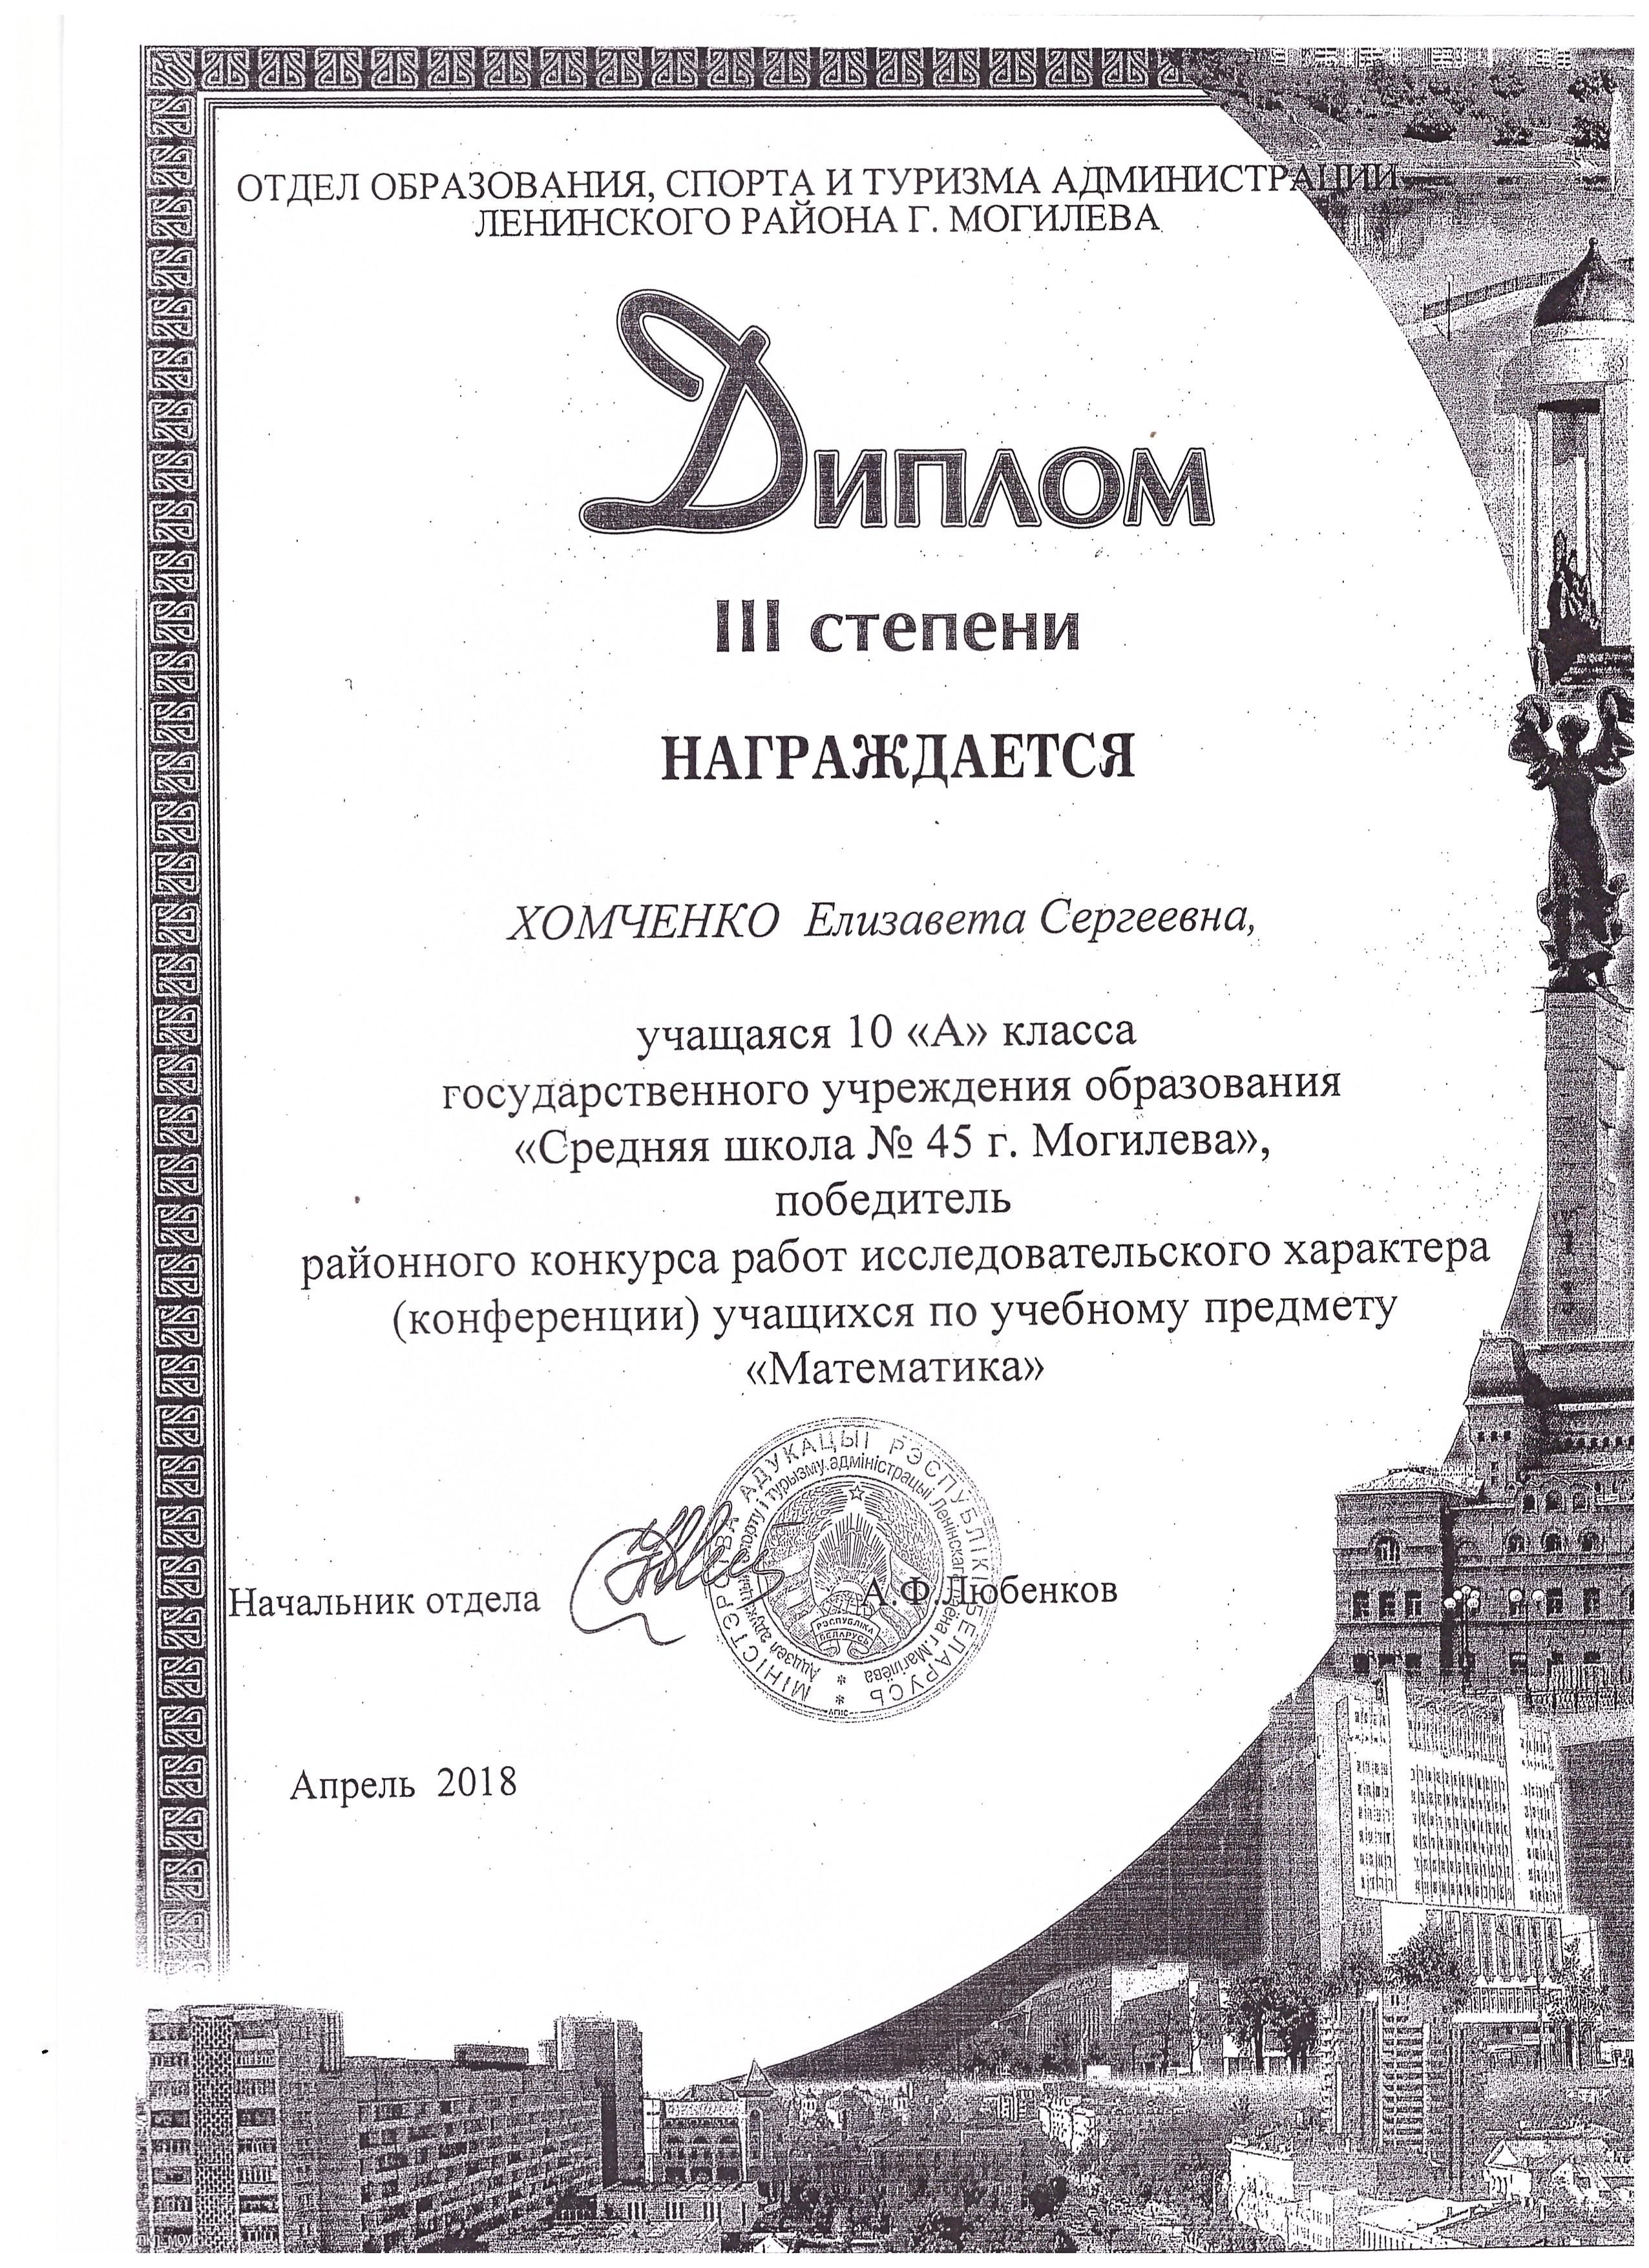 ОТДЕЛ ОБРАЗОВАНИЯ, СПОРТА И ТУРИЗМА АДМИНИСТРАЦИИ
ЛЕНИНСКОГО РАЙОНА Г. МОГИЛЕВА
ДИПЛОМ
III степени
НАГРАЖДАЕТСЯ
ХОМЧЕНКО Елизавета Сергеевна,
учащаяся 10 «А» класса
государственного учреждения образования
«Средняя школа № 45 г. Могилева»,
победитель
районного конкурса работ исследовательского характера
(конференции) учащихся по учебному предмету
«Математика»
МІНІСТЭРСТВА АДУКАЦЫІ РЭСПУБЛІКІ БЕЛАРУСЬ
Аддзел адукацыі, спорту і турызму адміністрацыі Ленінскага раёна г. Магілёва
РЭСПУБЛІКА
БЕЛАРУСЬ
Начальник отдела А.Ф.Любенков
Апрель 2018